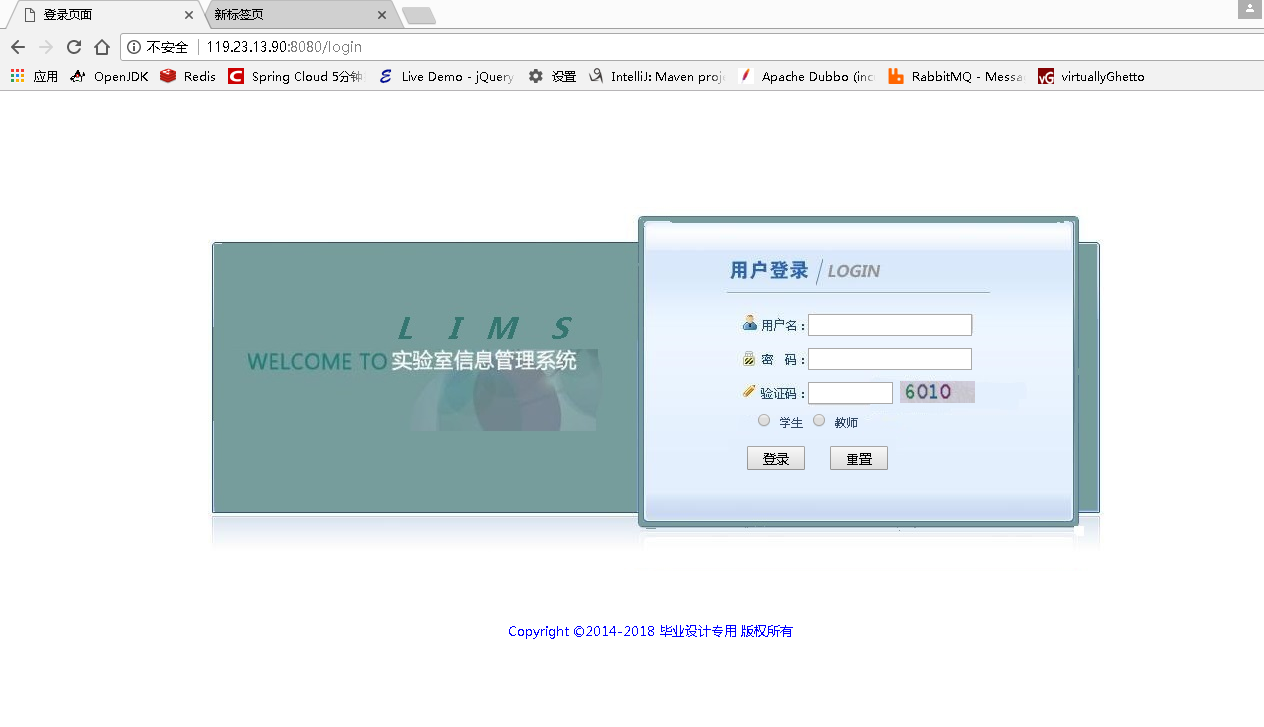 登录页面 新标签页
不安全 119.23.13.90:8080/login
应用 OpenJDK Redis Spring Cloud 5分钟 Live Demo - jQuery 设置 IntelliJ: Maven p Apache Dubbo (inc RabbitMQ - Messa virtuallyGhetto
用户登录 / LOGIN
L I M S
WELCOME TO 实验室信息管理系统
用户名：
密 码：
验证码： 6010
学生 教师
登录 重置
Copyright ©2014-2018 毕业设计专用 版权所有